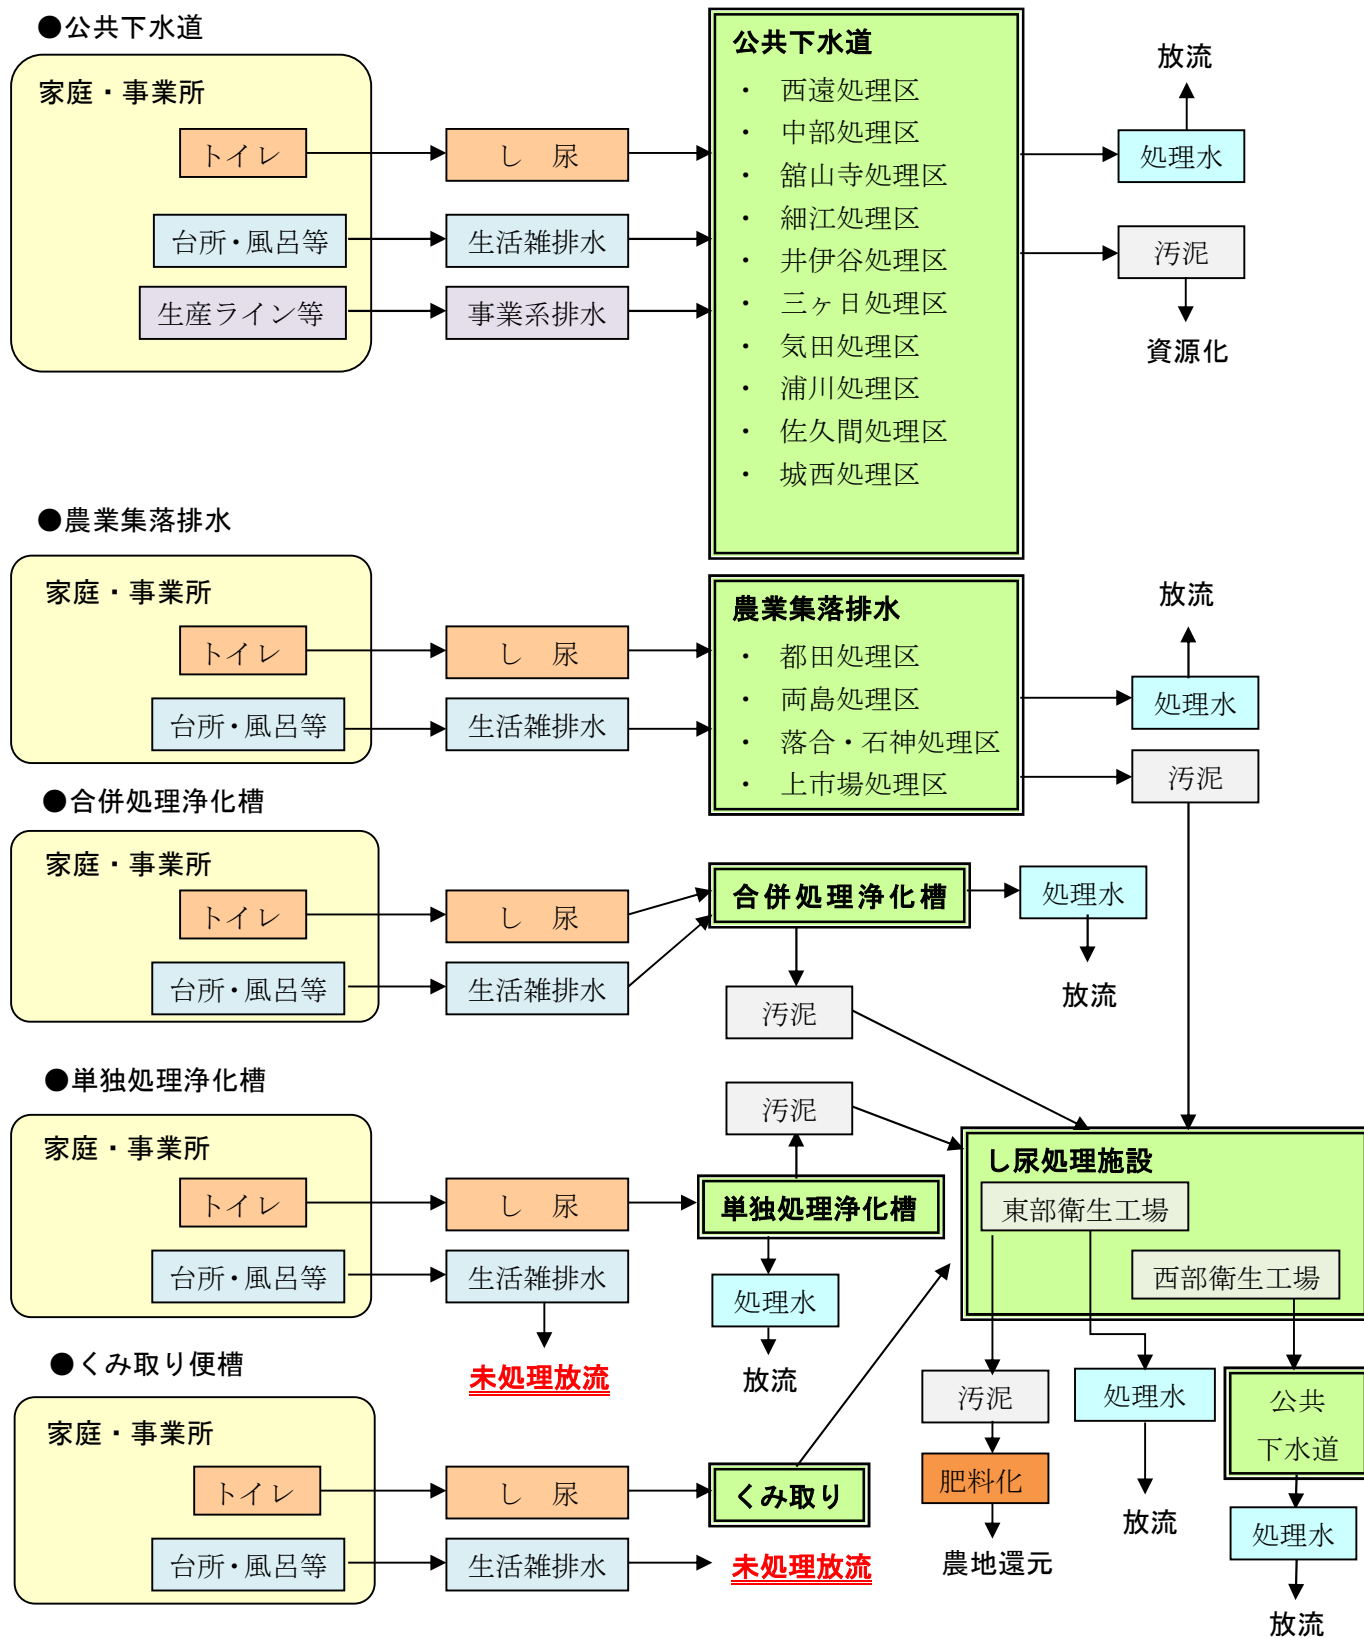 ●公共下水道
家庭・事業所
トイレ
し　尿
台所・風呂等
生活雑排水
生産ライン等
事業系排水
公共下水道
・　西遠処理区
・　中部処理区
・　舘山寺処理区
・　細江処理区
・　井伊谷処理区
・　三ヶ日処理区
・　気田処理区
・　浦川処理区
・　佐久間処理区
・　城西処理区
放流
処理水
汚泥
資源化
●農業集落排水
家庭・事業所
トイレ
し　尿
台所・風呂等
生活雑排水
農業集落排水
・　都田処理区
・　両島処理区
・　落合・石神処理区
・　上市場処理区
放流
処理水
汚泥
●合併処理浄化槽
家庭・事業所
トイレ
し　尿
台所・風呂等
生活雑排水
合併処理浄化槽
処理水
放流
汚泥
●単独処理浄化槽
家庭・事業所
トイレ
し　尿
台所・風呂等
生活雑排水
未処理放流
汚泥
単独処理浄化槽
処理水
放流
し尿処理施設
東部衛生工場
西部衛生工場
汚泥
肥料化
農地還元
処理水
放流
公共
下水道
処理水
放流
●くみ取り便槽
家庭・事業所
トイレ
し　尿
くみ取り
台所・風呂等
生活雑排水
未処理放流